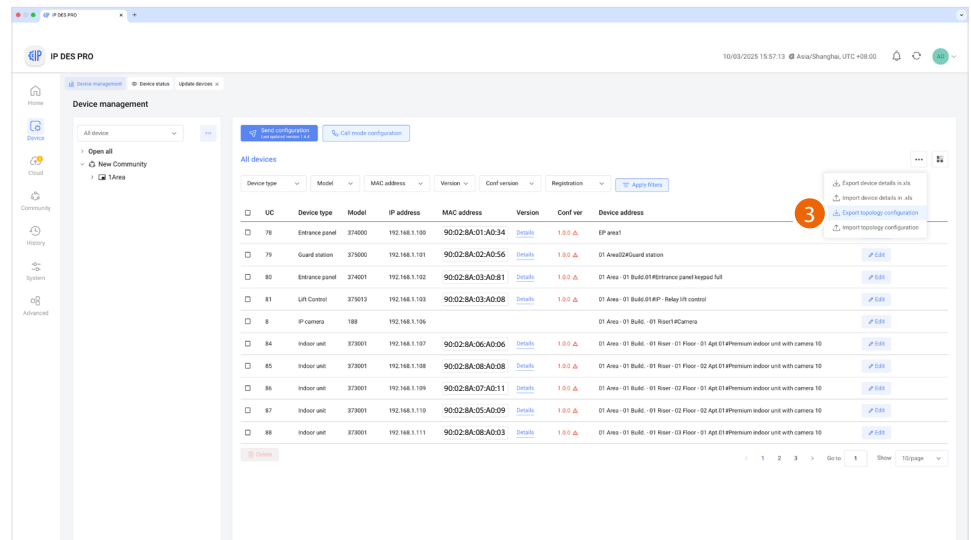 IP DES PRO
IP DES PRO
10/03/2025 15:57:13 @ Asia/Shanghai, UTC +08:00
AD
Home
Device
Cloud
Community
History
System
Advanced
Device management
Device status
Update devices ×
Device management
All device
Open all
New Community
1Area
Send configuration
Last updated version 1.4.4
Call mode configuration
All devices
Device type Model MAC address Version Conf version Registration Apply filters
Export device details in.xls
Import device details in .xls
3 Export topology configuration
Import topology configuration
UC Device type Model IP address MAC address Version Conf ver Device address
78 Entrance panel 374000 192.168.1.100 90:02:8A:01:A0:34 Details 1.0.0 EP area1
79 Guard station 375000 192.168.1.101 90:02:8A:02:A0:56 Details 1.0.0 01 Area02#Guard station Edit
80 Entrance panel 374001 192.168.1.102 90:02:8A:03:A0:81 Details 1.0.0 01 Area - 01 Build.01#Entrance panel keypad full Edit
81 Lift Control 375013 192.168.1.103 90:02:8A:03:A0:08 Details 1.0.0 01 Area - 01 Build.01#IP - Relay lift control Edit
8 IP camera 188 192.168.1.106 01 Area - 01 Build. - 01 Riser1#Camera Edit
84 Indoor unit 373001 192.168.1.107 90:02:8A:06:A0:06 Details 1.0.0 01 Area - 01 Build. - 01 Riser - 01 Floor - 01 Apt.01#Premium indoor unit with camera 10 Edit
85 Indoor unit 373001 192.168.1.108 90:02:8A:08:A0:08 Details 1.0.0 01 Area - 01 Build. - 01 Riser - 01 Floor - 02 Apt.01#Premium indoor unit with camera 10 Edit
86 Indoor unit 373001 192.168.1.109 90:02:8A:07:A0:11 Details 1.0.0 01 Area - 01 Build. - 01 Riser - 02 Floor - 01 Apt.01#Premium indoor unit with camera 10 Edit
87 Indoor unit 373001 192.168.1.110 90:02:8A:05:A0:09 Details 1.0.0 01 Area - 01 Build. - 01 Riser - 02 Floor - 02 Apt.01#Premium indoor unit with camera 10 Edit
88 Indoor unit 373001 192.168.1.111 90:02:8A:08:A0:03 Details 1.0.0 01 Area - 01 Build. - 01 Riser - 03 Floor - 01 Apt.01#Premium indoor unit with camera 10 Edit
Delete
1 2 3 Go to 1 Show 10/page